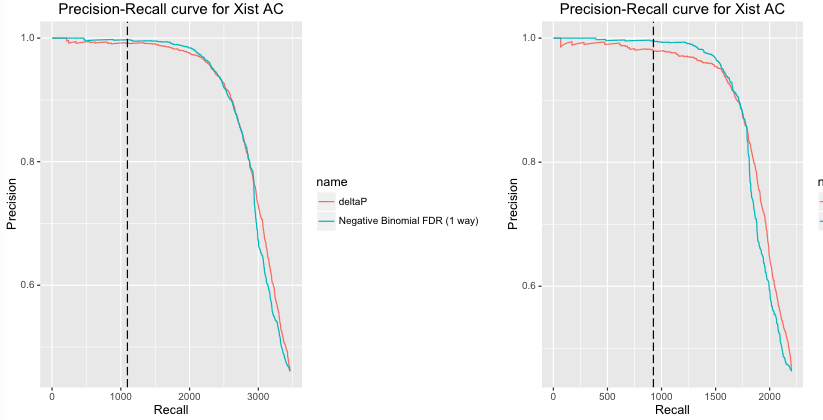 Precision-Recall curve for Xist AC
1.0
0.8
0.6
Precision
0
1000
2000
3000
Recall
name
deltaP
Negative Binomial FDR (1 way)
Precision-Recall curve for Xist AC
1.0
0.8
0.6
Precision
0
500
1000
1500
2000
Recall